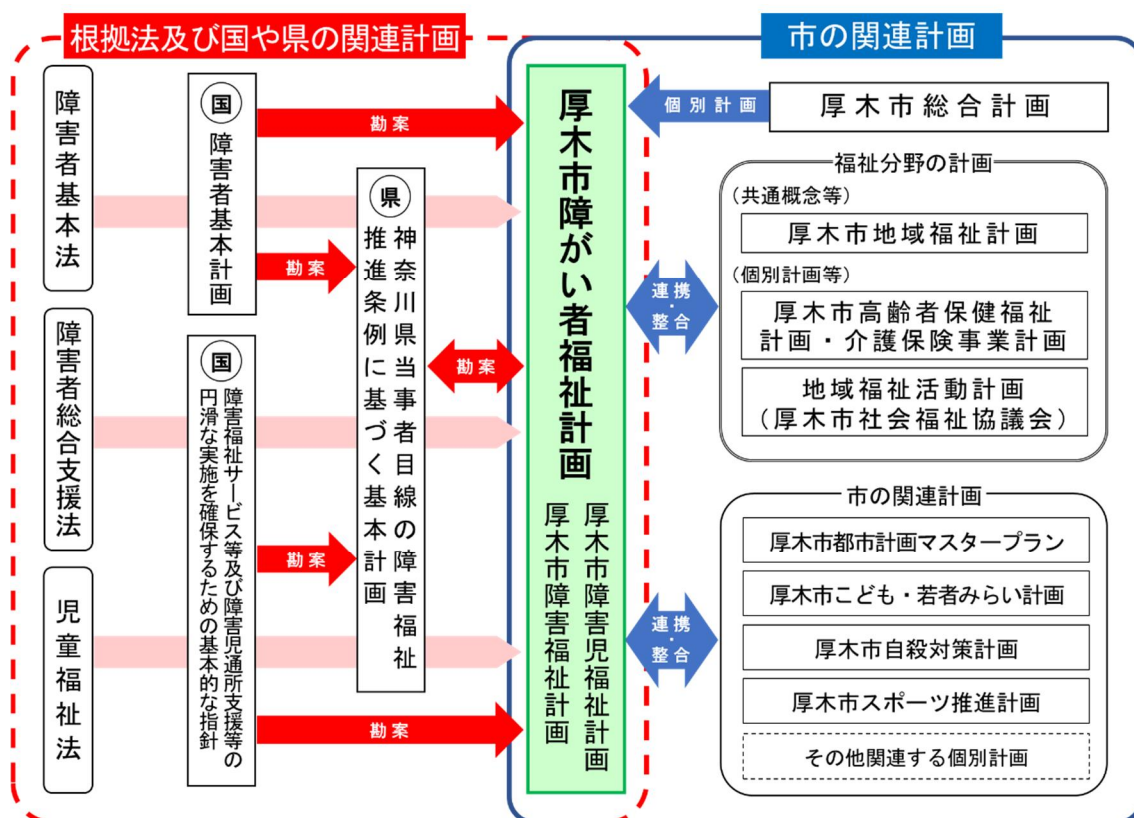 根拠法及び国や県の関連計画
市の関連計画
障害者基本法
障害者総合支援法
児童福祉法
国
障害者基本計画
国
障害福祉サービス等及び障害児通所支援等の
円滑な実施を確保するための基本的な指針
県
神奈川県当事者目線の障害福祉
推進条例に基づく基本計画
勘案
勘案
勘案
勘案
勘案
厚木市障がい者福祉計画
厚木市障害児福祉計画
厚木市障害福祉計画
個別計画
厚木市総合計画
連携・
整合
福祉分野の計画
(共通概念等)
厚木市地域福祉計画
(個別計画等)
厚木市高齢者保健福祉
計画・介護保険事業計画
地域福祉活動計画
(厚木市社会福祉協議会)
連携・
整合
市の関連計画
厚木市都市計画マスタープラン
厚木市こども・若者みらい計画
厚木市自殺対策計画
厚木市スポーツ推進計画
その他関連する個別計画